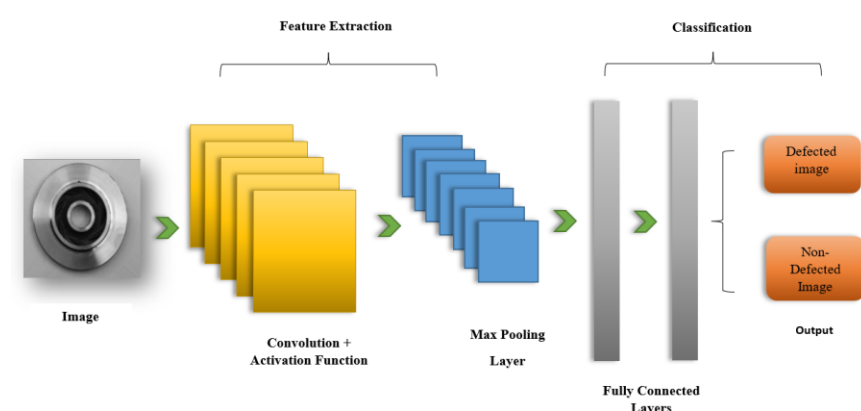 Feature Extraction
Classification
Defected
image
Non-
Defected
Image
Output
Image
Convolution +
Activation Function
Max Pooling
Layer
Fully Connected
Layers